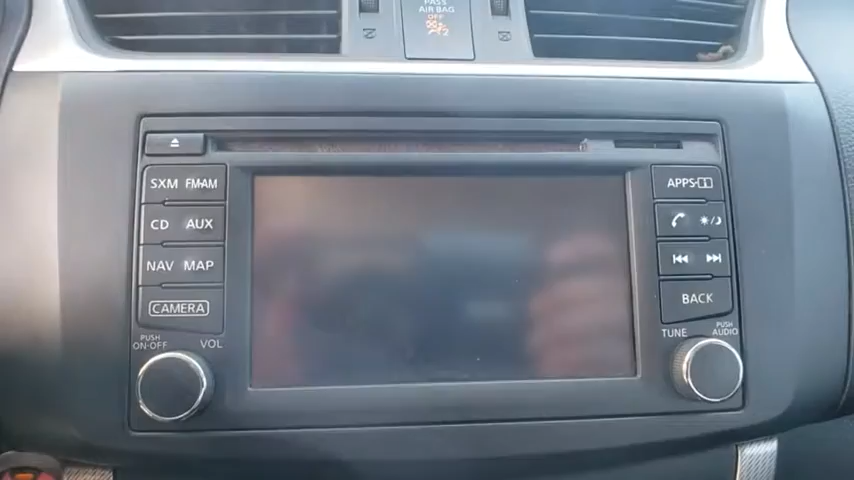 PASS
AIR BAG
OFF
SXM FM·AM
CD AUX
NAV MAP
CAMERA
PUSH
ON·OFF
VOL
APPS·i
BACK
TUNE
PUSH
AUDIO